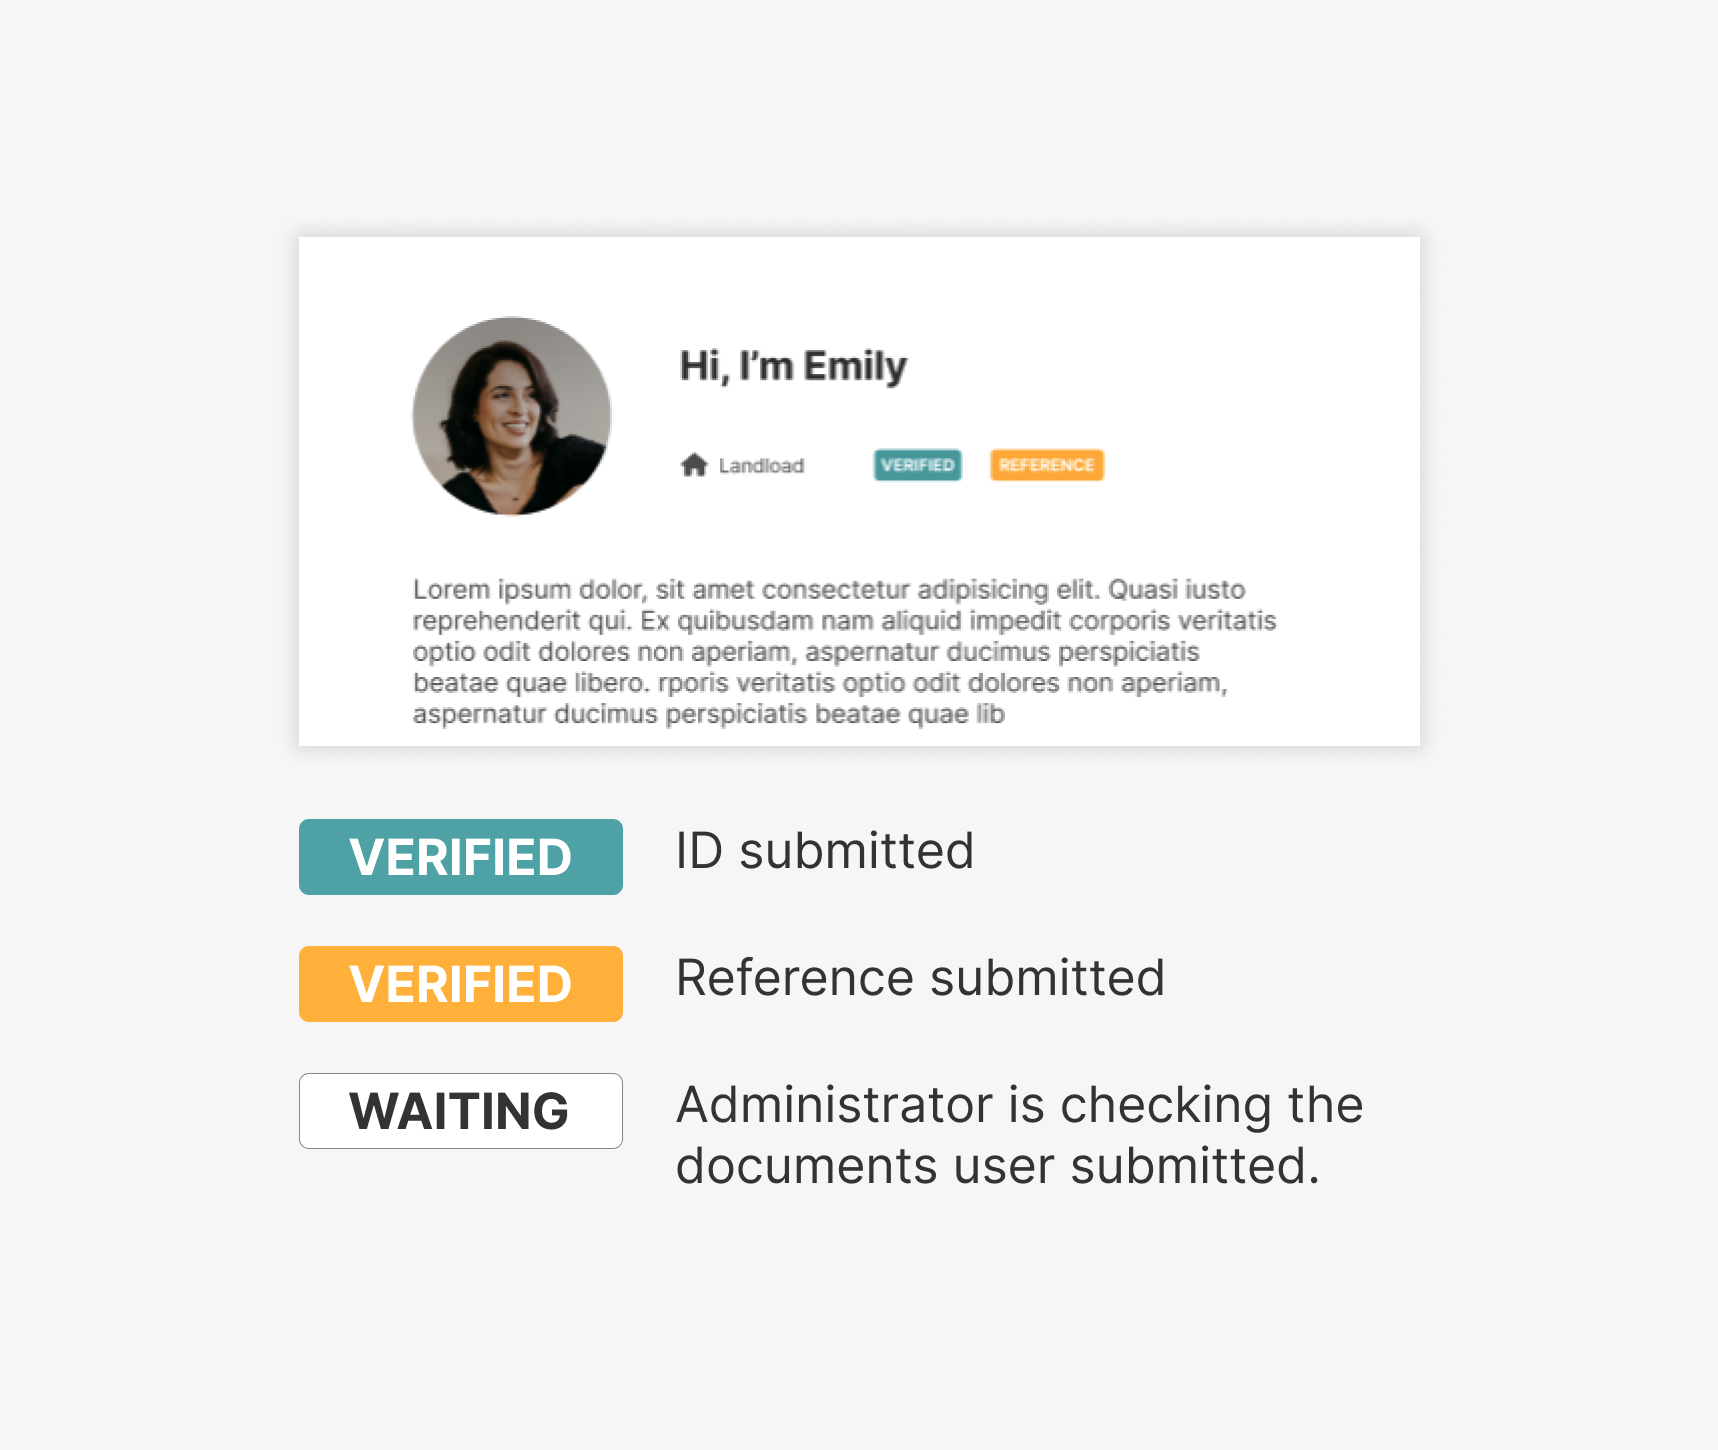 Hi, I’m Emily
Landload
VERIFIED
REFERENCE
Lorem ipsum dolor, sit amet consectetur adipisicing elit. Quasi iusto
reprehenderit qui. Ex quibusdam nam aliquid impedit corporis veritatis
optio odit dolores non aperiam, aspernatur ducimus perspiciatis
beatae quae libero. rporis veritatis optio odit dolores non aperiam,
aspernatur ducimus perspiciatis beatae quae lib
VERIFIED
ID submitted
VERIFIED
Reference submitted
WAITING
Administrator is checking the
documents user submitted.